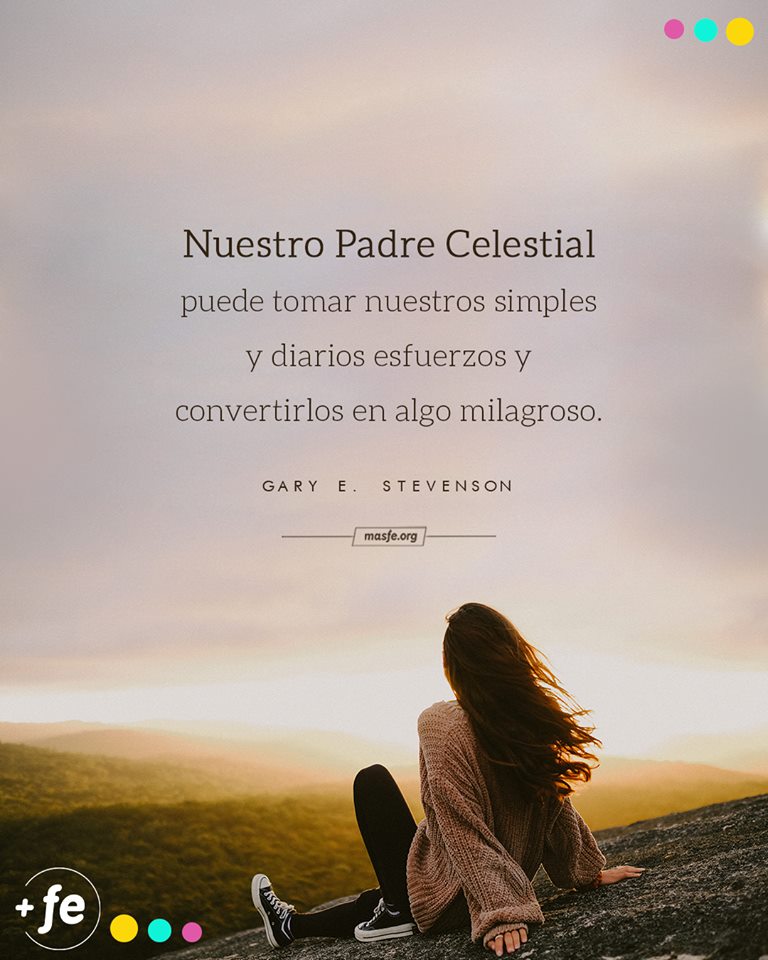 Nuestro Padre Celestial
puede tomar nuestros simples
y diarios esfuerzos y
convertirlos en algo milagroso.
GARY E. STEVENSON
masfe.org
+ fe